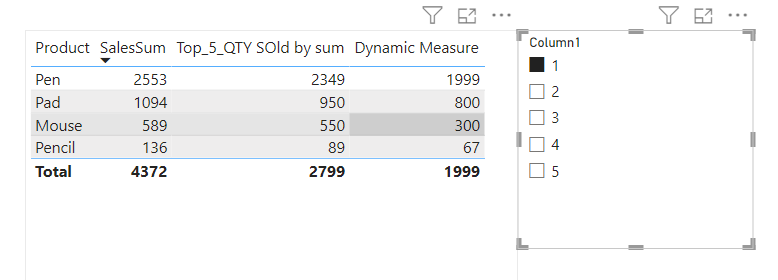 Product SalesSum Top_5_QTY SOld by sum Dynamic Measure
Pen 2553 2349 1999
Pad 1094 950 800
Mouse 589 550 300
Pencil 136 89 67
Total 4372 2799 1999
Column1
1
2
3
4
5